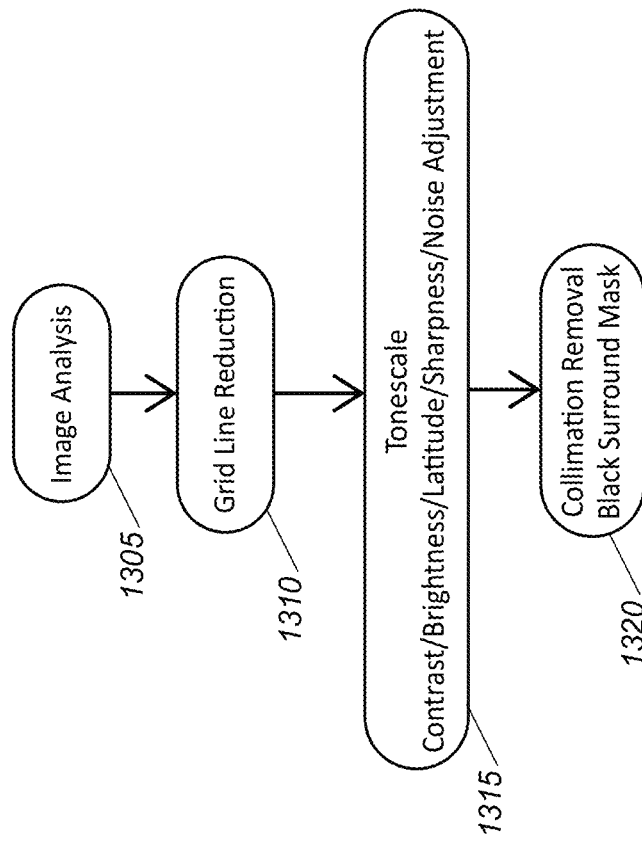 Image Analysis
1305
Grid Line Reduction
1310
Tonescale
Contrast/Brightness/Latitude/Sharpness/Noise Adjustment
1315
Collimation Removal
Black Surround Mask
1320